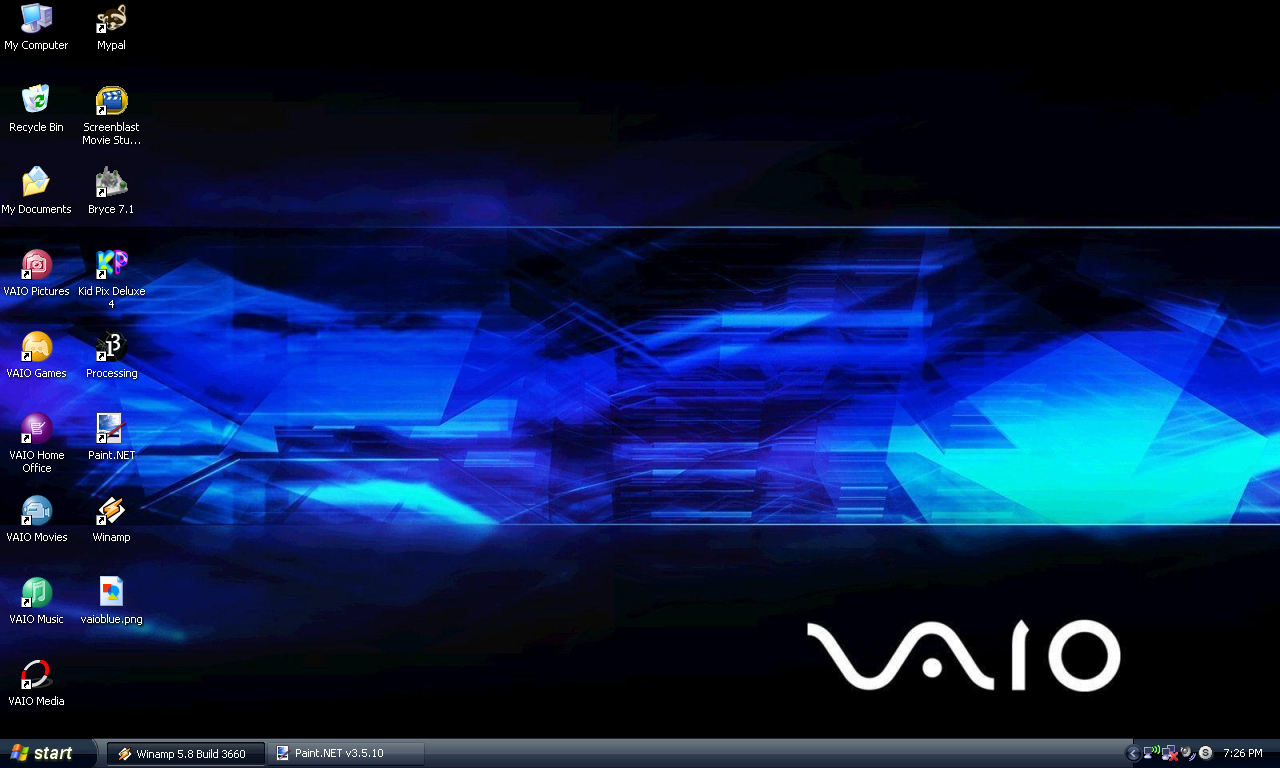 My Computer
Mypal
Recycle Bin
Screenblast
Movie Stu...
My Documents
Bryce 7.1
VAIO Pictures
Kid Pix Deluxe
4
VAIO Games
Processing
VAIO Home
Office
Paint.NET
VAIO Movies
Winamp
VAIO Music
vaioblue.png
VAIO Media
VAIO
start
Winamp 5.8 Build 3660
Paint.NET v3.5.10
S
7:26 PM